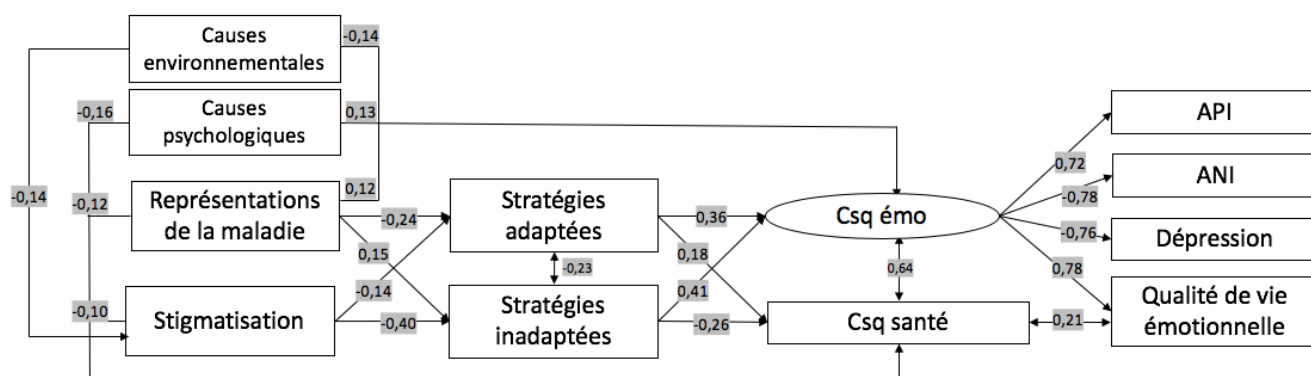 Causes
environnementales
-0,14
-0,16
Causes
psychologiques
0,13
API
0,72
-0,14
-0,12
Représentations
de la maladie
0,12
-0,24
Stratégies
adaptées
0,36
Csq émo
-0,78
ANI
0,15
0,18
-0,76
Dépression
-0,23
0,64
0,78
-0,14
0,41
-0,10
Stigmatisation
-0,40
Stratégies
inadaptées
-0,26
Csq santé
0,21
Qualité de vie
émotionnelle